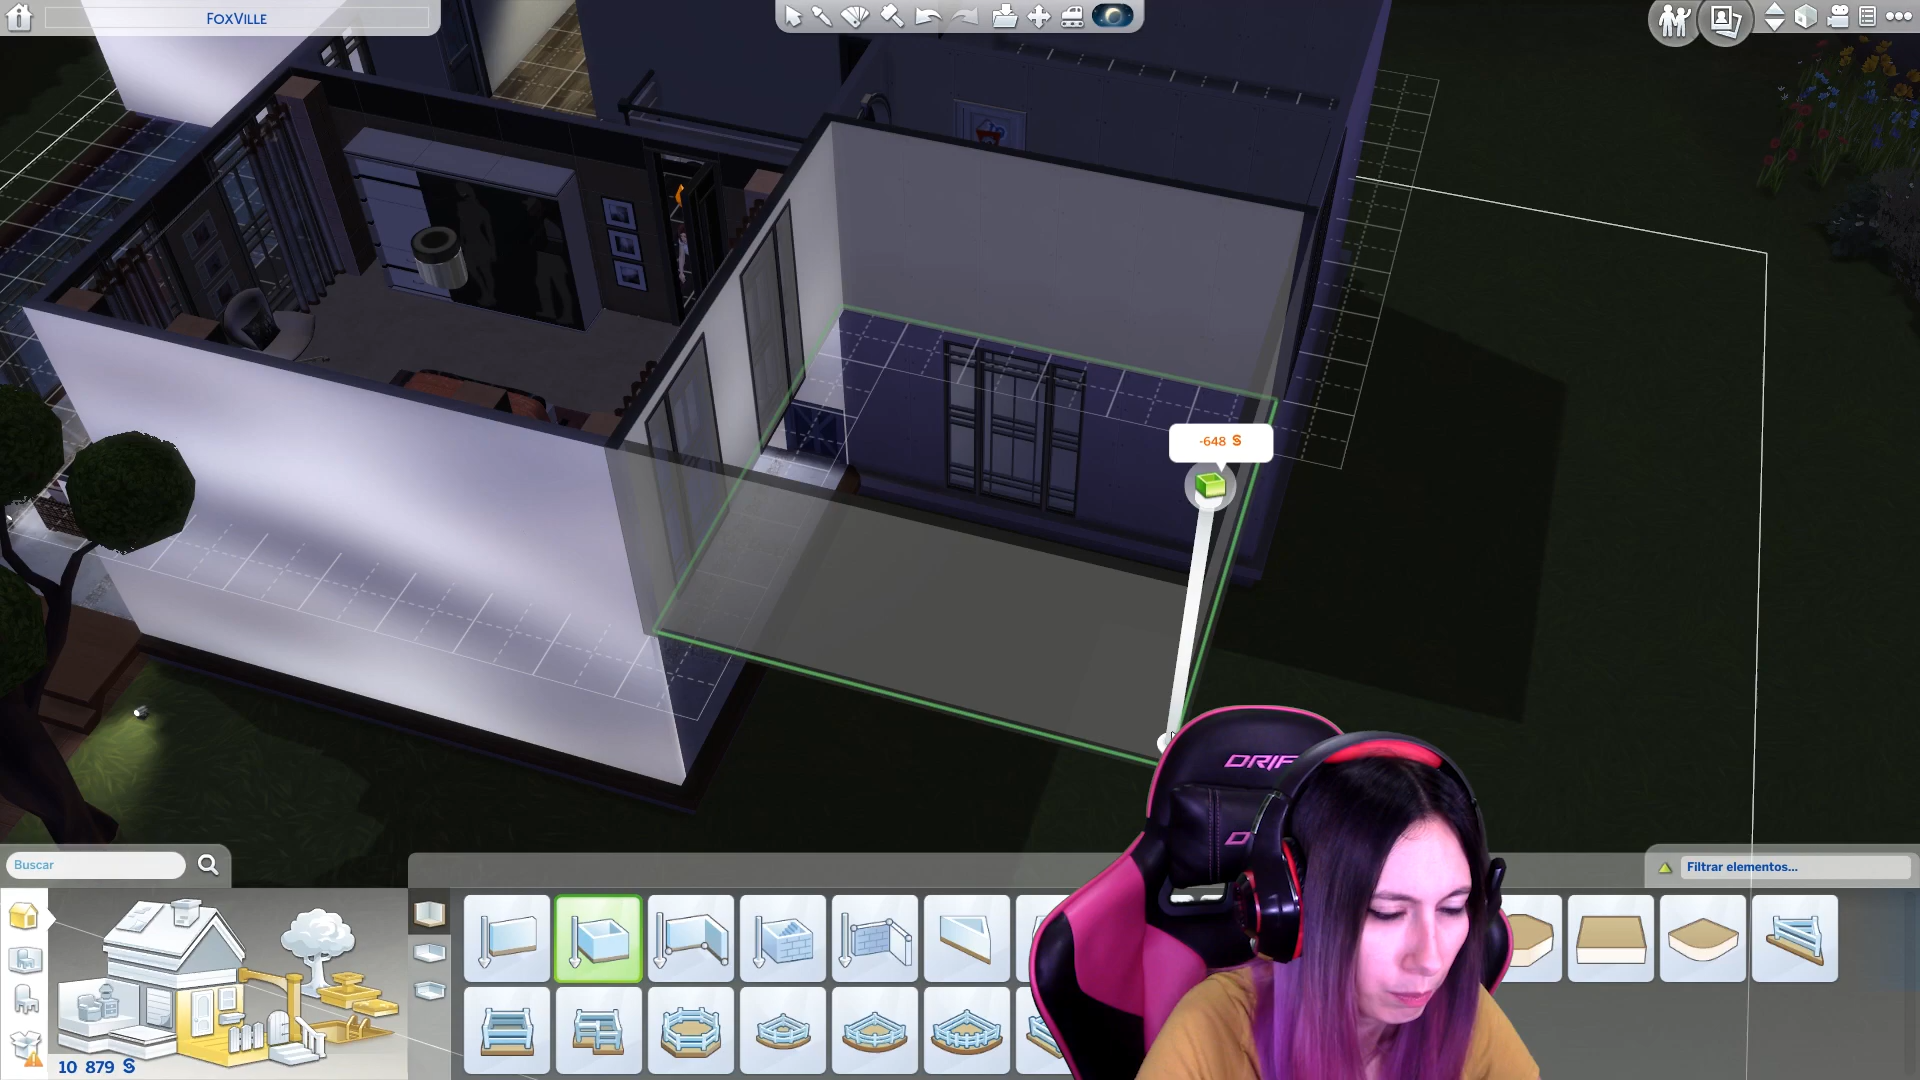 FoxVille
-648 §
Buscar
Filtrar elementos...
DRIF
D
10 879 §